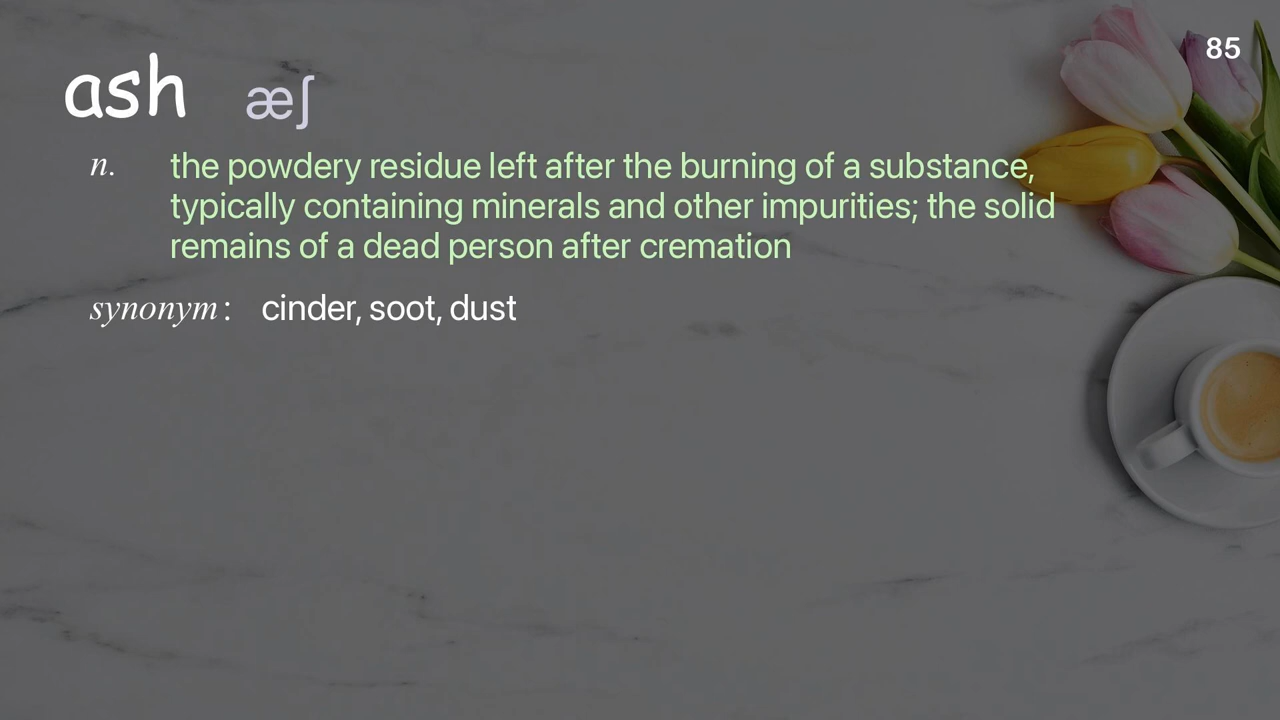 85
ash æʃ
n. the powdery residue left after the burning of a substance,
typically containing minerals and other impurities; the solid
remains of a dead person after cremation
synonym: cinder, soot, dust